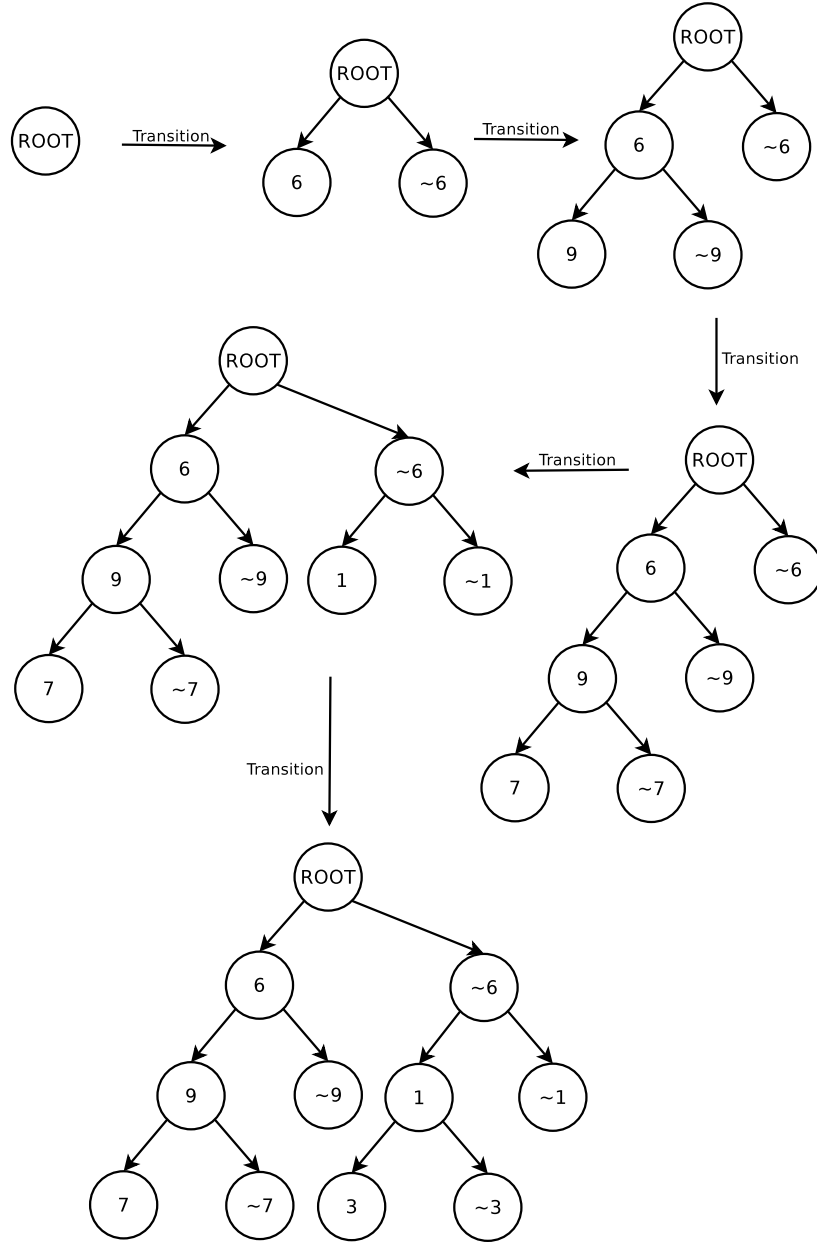 ROOT
Transition
ROOT
6
~6
Transition
ROOT
6
~6
9
~9
Transition
ROOT
6
~6
9
~9
7
~7
Transition
ROOT
6
~6
9
~9
1
~1
7
~7
Transition
ROOT
6
~6
9
~9
1
~1
7
~7
3
~3